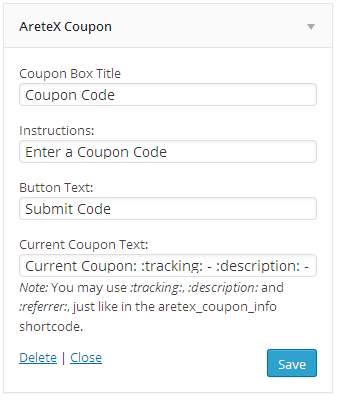 AreteX Coupon
Coupon Box Title
Coupon Code
Instructions:
Enter a Coupon Code
Button Text:
Submit Code
Current Coupon Text:
Current Coupon: :tracking: - :description: -
Note: You may use :tracking:, :description: and
:referrer:, just like in the aretex_coupon_info
shortcode.
Delete | Close
Save